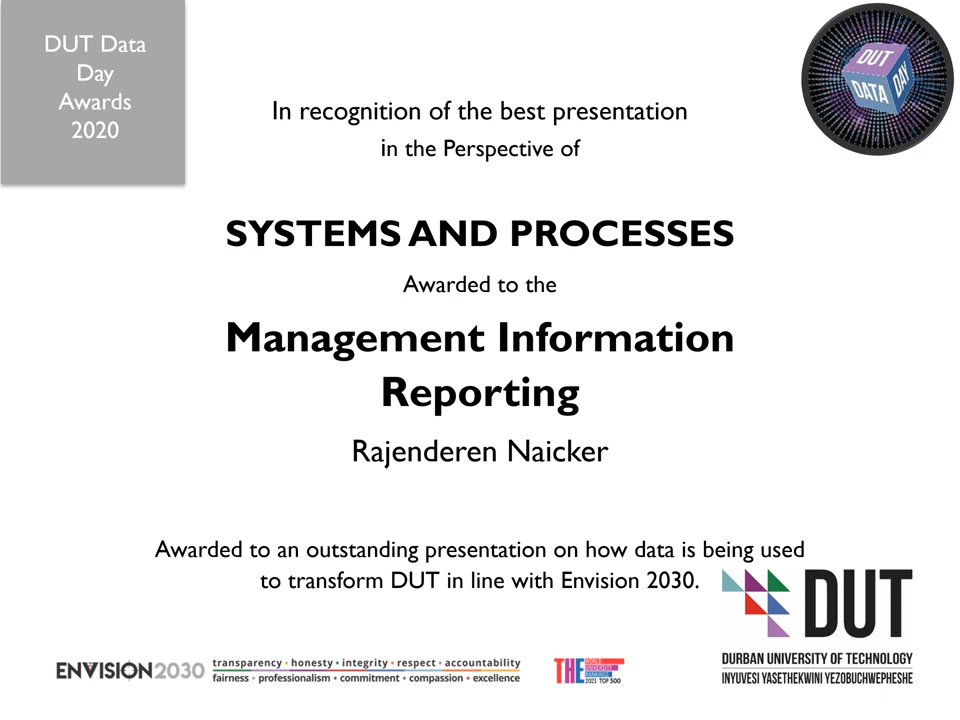 DUT Data
Day
Awards
2020
DUT
DATA
DAY
In recognition of the best presentation
in the Perspective of
SYSTEMS AND PROCESSES
Awarded to the
Management Information
Reporting
Rajenderen Naicker
Awarded to an outstanding presentation on how data is being used
to transform DUT in line with Envision 2030.
ENVISION2030
transparency • honesty • integrity • respect • accountability
fairness • professionalism • commitment • compassion • excellence
THE
WORLD
UNIVERSITY
RANKINGS
2021 TOP 500
DUT
DURBAN UNIVERSITY OF TECHNOLOGY
INYUVESI YASETHEKWINI YEZOBUCHWEPHESHE